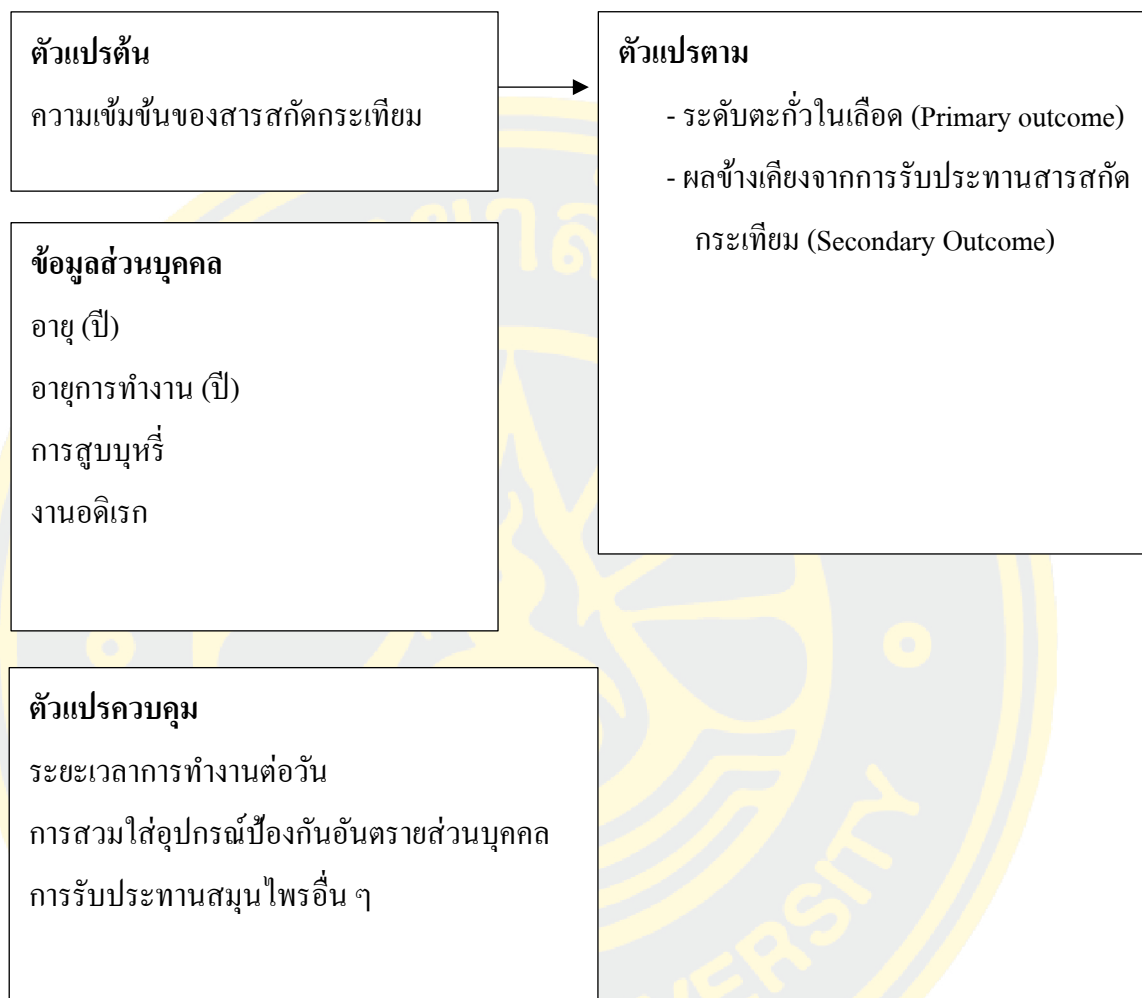 ตัวแปรต้น
ความเข้มข้นของสารสกัดกระเทียม
ตัวแปรตาม
- ระดับตะกั่วในเลือด (Primary outcome)
- ผลข้างเคียงจากการรับประทานสารสกัด
กระเทียม (Secondary Outcome)
ข้อมูลส่วนบุคคล
อายุ (ปี)
อายุการทำงาน (ปี)
การสูบบุหรี่
งานอดิเรก
ตัวแปรควบคุม
ระยะเวลาการทำงานต่อวัน
การสวมใส่อุปกรณ์ป้องกันอันตรายส่วนบุคคล
การรับประทานสมุนไพรอื่น ๆ